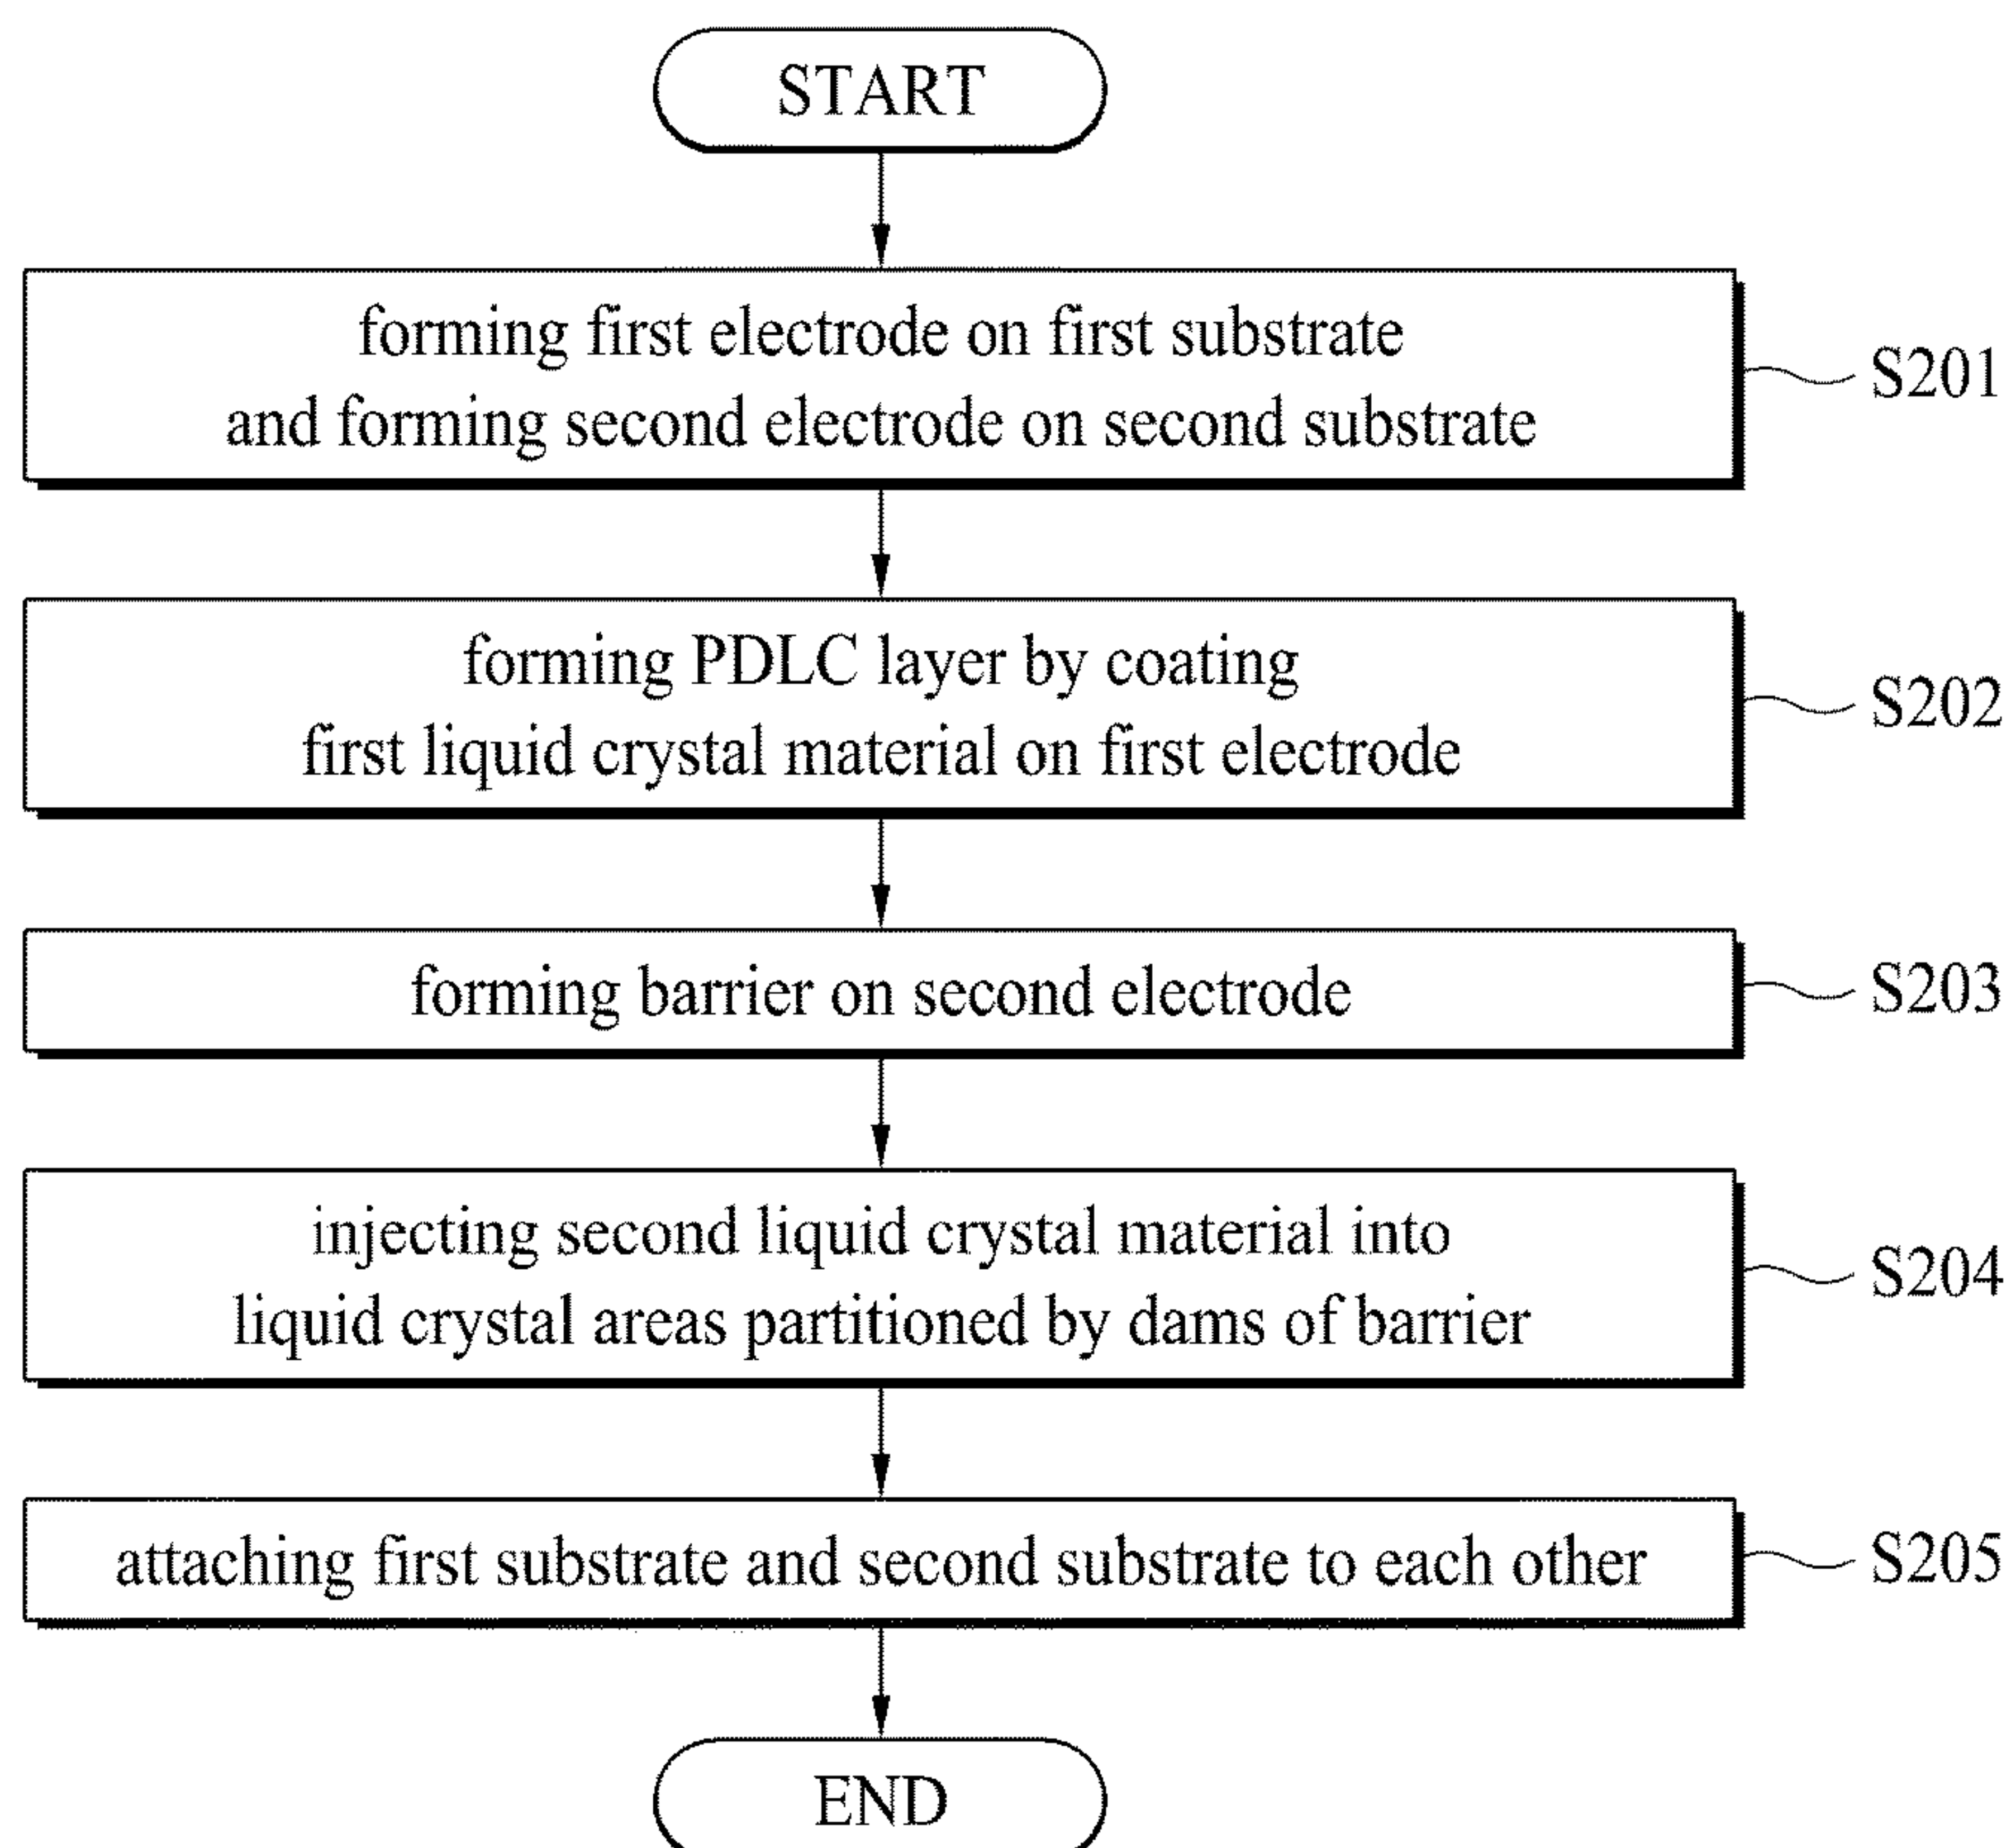 START
forming first electrode on first substrate
and forming second electrode on second substrate
S201
forming PDLC layer by coating
first liquid crystal material on first electrode
S202
forming barrier on second electrode
S203
injecting second liquid crystal material into
liquid crystal areas partitioned by dams of barrier
S204
attaching first substrate and second substrate to each other
S205
END